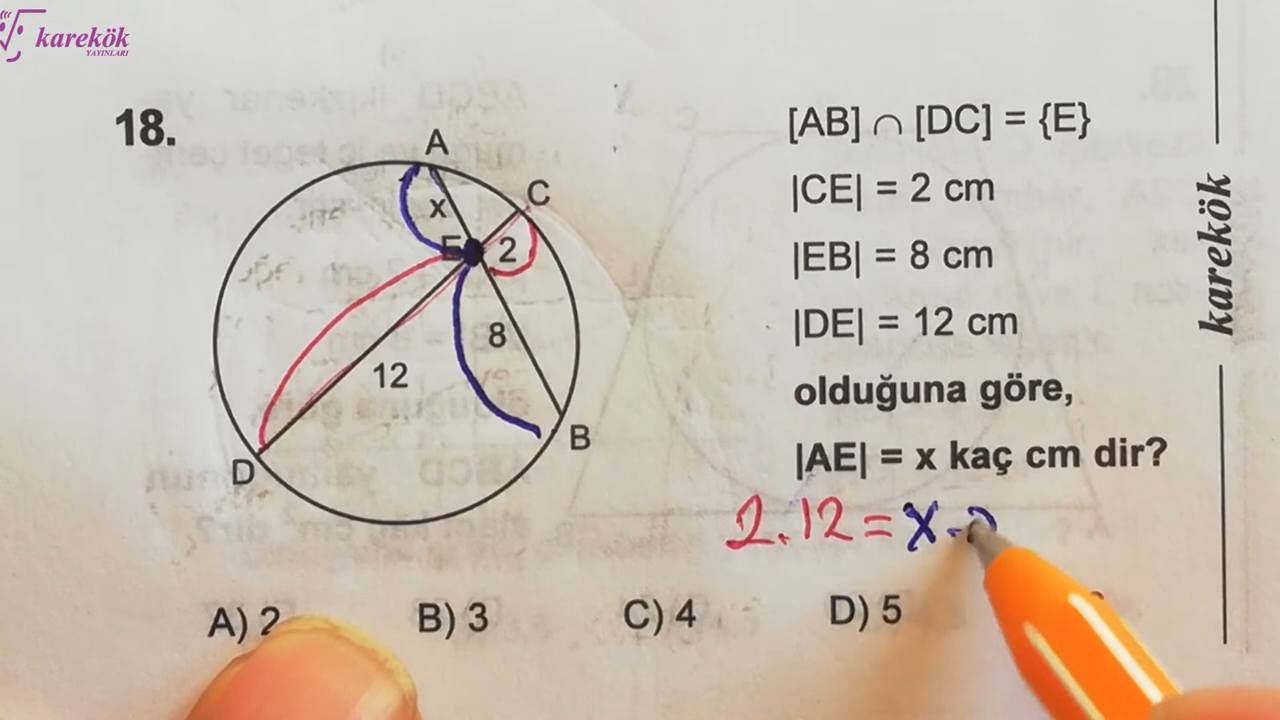 karekök
YAYINLARI
18.
A
C
x
E
2
8
12
B
D
[AB] ∩ [DC] = {E}
|CE| = 2 cm
|EB| = 8 cm
|DE| = 12 cm
olduğuna göre,
|AE| = x kaç cm dir?
2.12 = x.
A) 2
B) 3
C) 4
D) 5
karekök